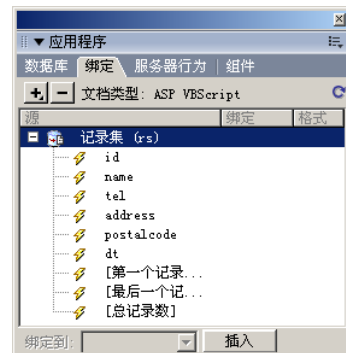 应用程序
数据库 绑定 服务器行为 组件
文档类型: ASP VBScript
源 绑定 格式
记录集 (rs)
id
name
tel
address
postalcode
dt
[第一个记录...
[最后一个记...
[总记录数]
绑定到: 插入